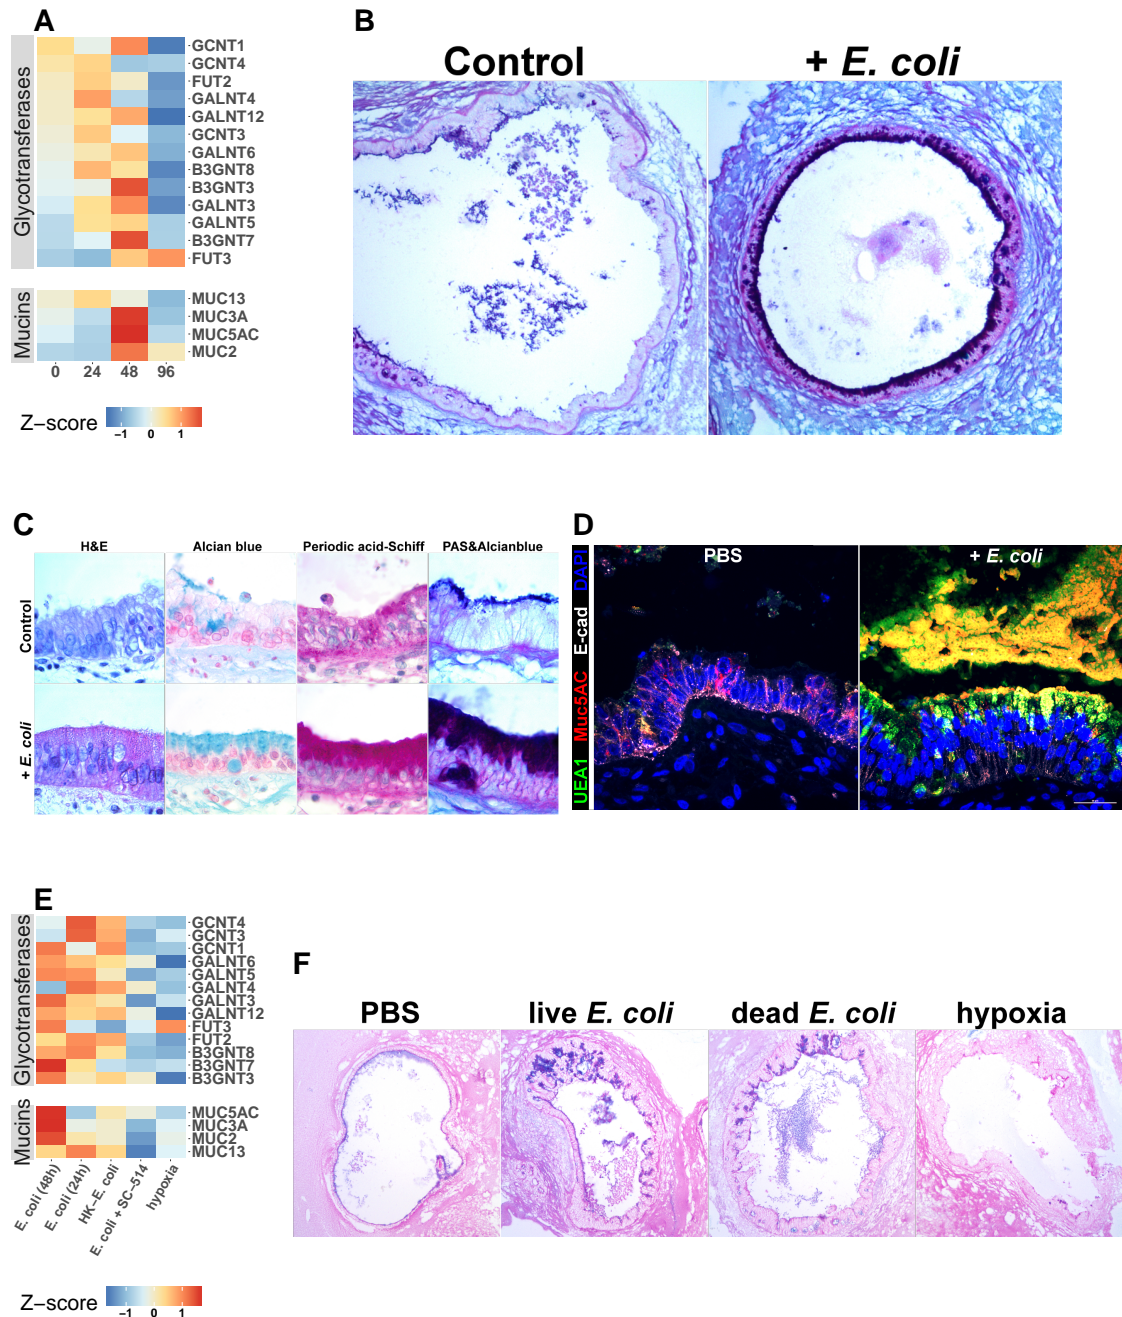 A
Glycotransferases
GCNT1
GCNT4
FUT2
GALNT4
GALNT12
GCNT3
GALNT6
B3GNT8
B3GNT3
GALNT3
GALNT5
B3GNT7
FUT3
Mucins
MUC13
MUC3A
MUC5AC
MUC2
0 24 48 96
Z−score
−1 0 1
B
Control
+ E. coli
C
H&E
Alcian blue
Periodic acid-Schiff
PAS&Alcianblue
Control
+ E. coli
D
UEA1 Muc5AC E-cad DAPI
PBS
+ E. coli
E
Glycotransferases
GCNT4
GCNT3
GCNT1
GALNT6
GALNT5
GALNT4
GALNT3
GALNT12
FUT3
FUT2
B3GNT8
B3GNT7
B3GNT3
Mucins
MUC5AC
MUC3A
MUC2
MUC13
E. coli (48h)
E. coli (24h)
HK−E. coli
E. coli + SC−514
hypoxia
Z−score
−1 0 1
F
PBS
live E. coli
dead E. coli
hypoxia